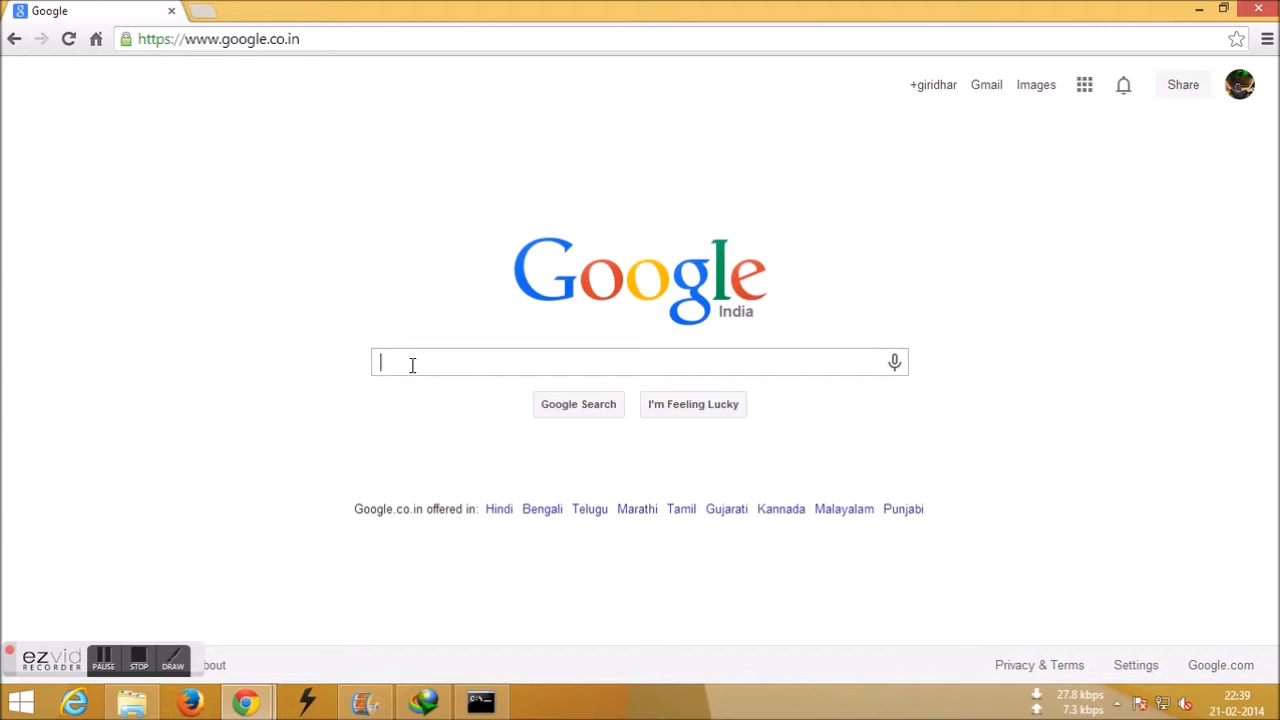 Google
https://www.google.co.in
+giridhar Gmail Images Share
Google
India
Google Search I'm Feeling Lucky
Google.co.in offered in: Hindi Bengali Telugu Marathi Tamil Gujarati Kannada Malayalam Punjabi
ezvid
RECORDER
PAUSE STOP DRAW
bout
Privacy & Terms Settings Google.com
27.8 kbps
7.3 kbps
22:39
21-02-2014